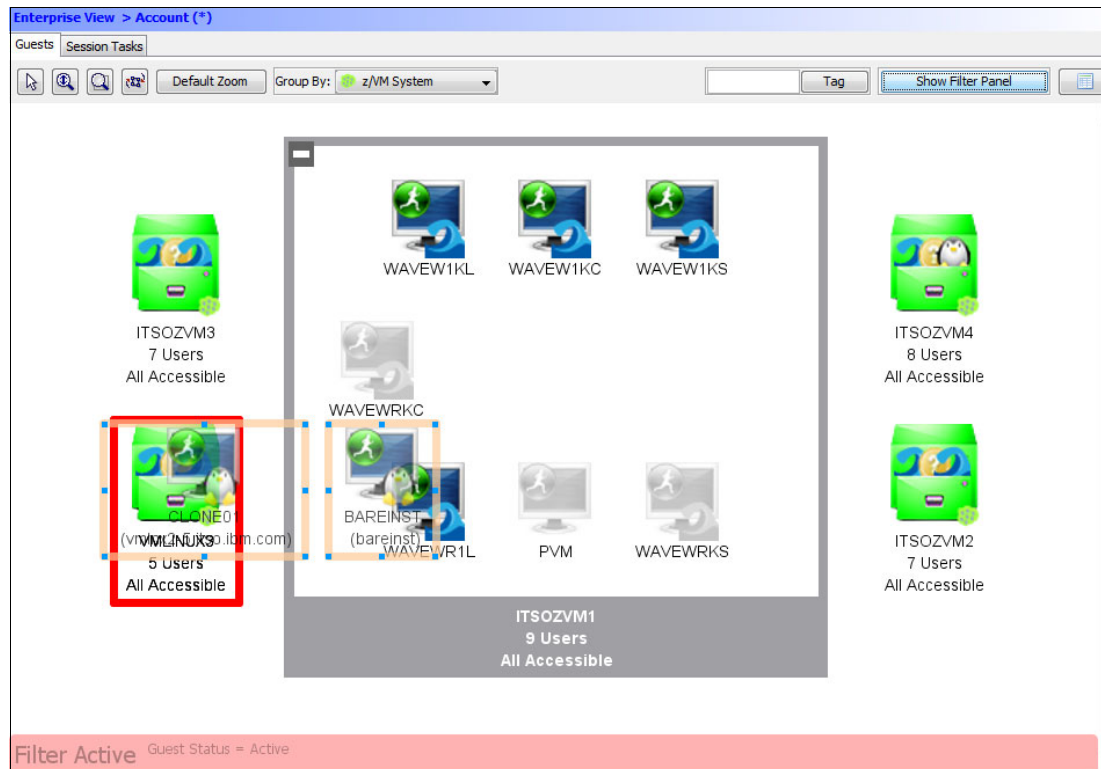 Enterprise View > Account (*)
Guests Session Tasks
Default Zoom Group By: z/VM System Tag Show Filter Panel
WAVEW1KL WAVEW1KC WAVEW1KS
ITSOZVM3
7 Users
All Accessible
ITSOZVM4
8 Users
All Accessible
WAVEWRKC
CLONE01
VMLINUX3
5 Users
All Accessible
BAREINST
(bareinst)
WAVEWR1L PVM WAVEWRKS
ITSOZVM2
7 Users
All Accessible
ITSOZVM1
9 Users
All Accessible
Filter Active Guest Status = Active